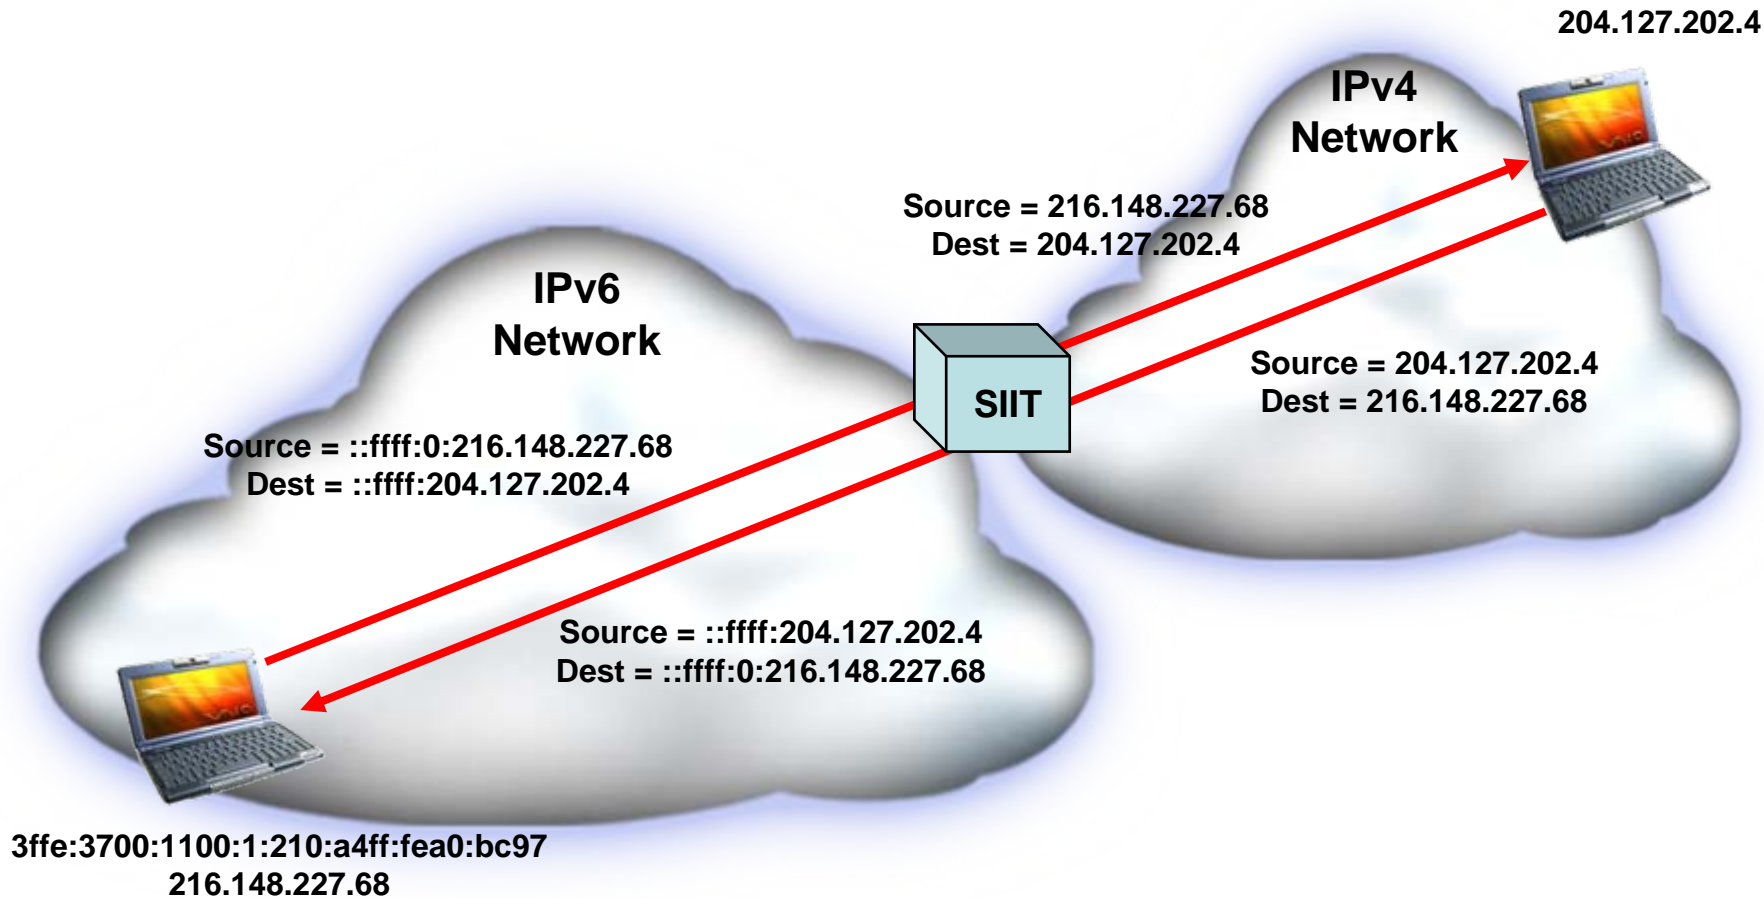 204.127.202.4
IPv4
Network
Source = 216.148.227.68
Dest = 204.127.202.4
IPv6
Network
SIIT
Source = 204.127.202.4
Dest = 216.148.227.68
Source = ::ffff:0:216.148.227.68
Dest = ::ffff:204.127.202.4
Source = ::ffff:204.127.202.4
Dest = ::ffff:0:216.148.227.68
3ffe:3700:1100:1:210:a4ff:fea0:bc97
216.148.227.68